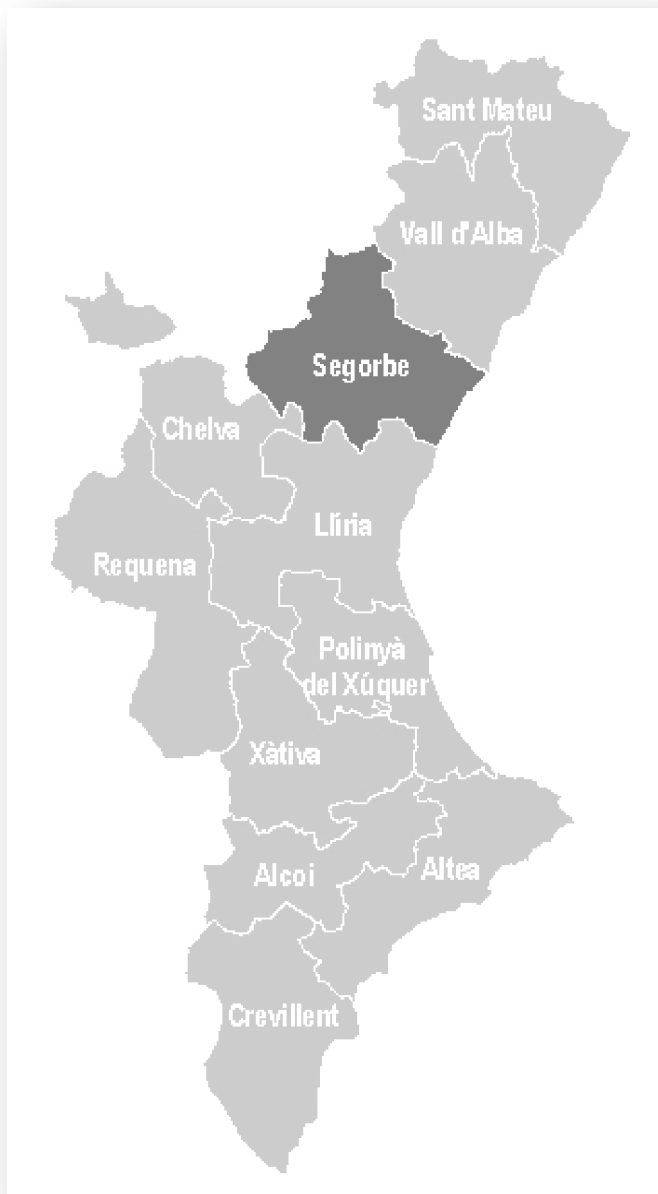 Sant Mateu
Vall d'Alba
Segorbe
Chelva
Llíria
Requena
Polinyà
del Xúquer
Xàtiva
Alcoi
Altea
Crevillent